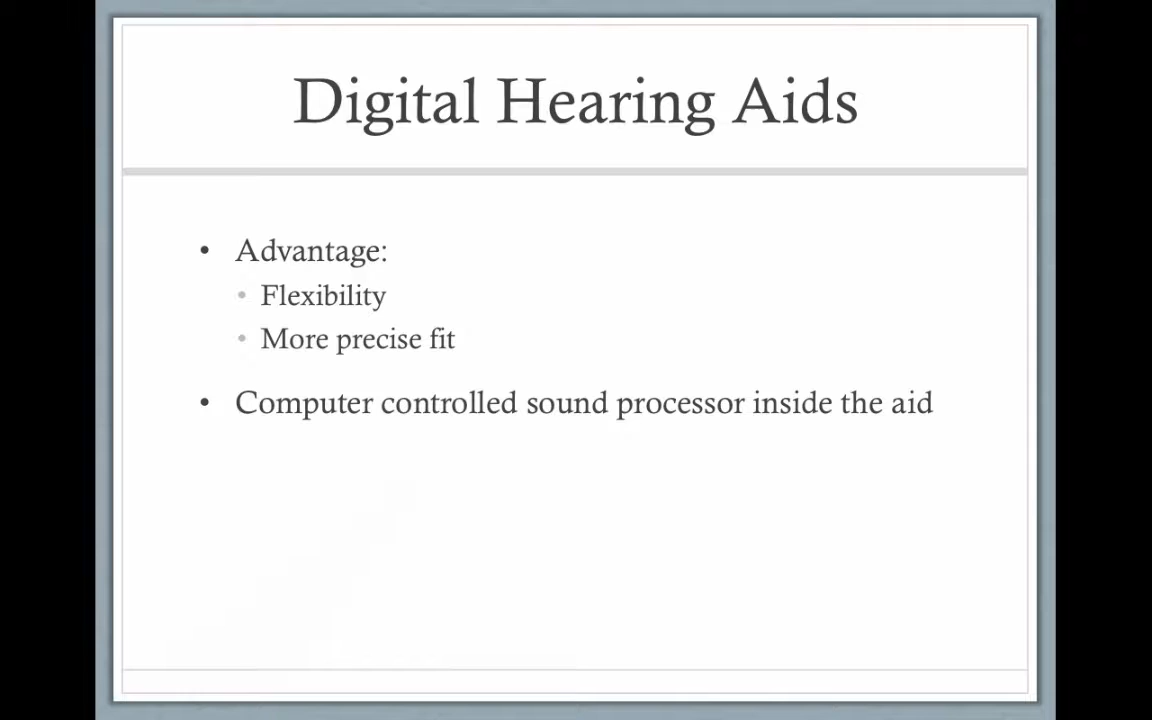 Digital Hearing Aids
• Advantage:
• Flexibility
• More precise fit
• Computer controlled sound processor inside the aid